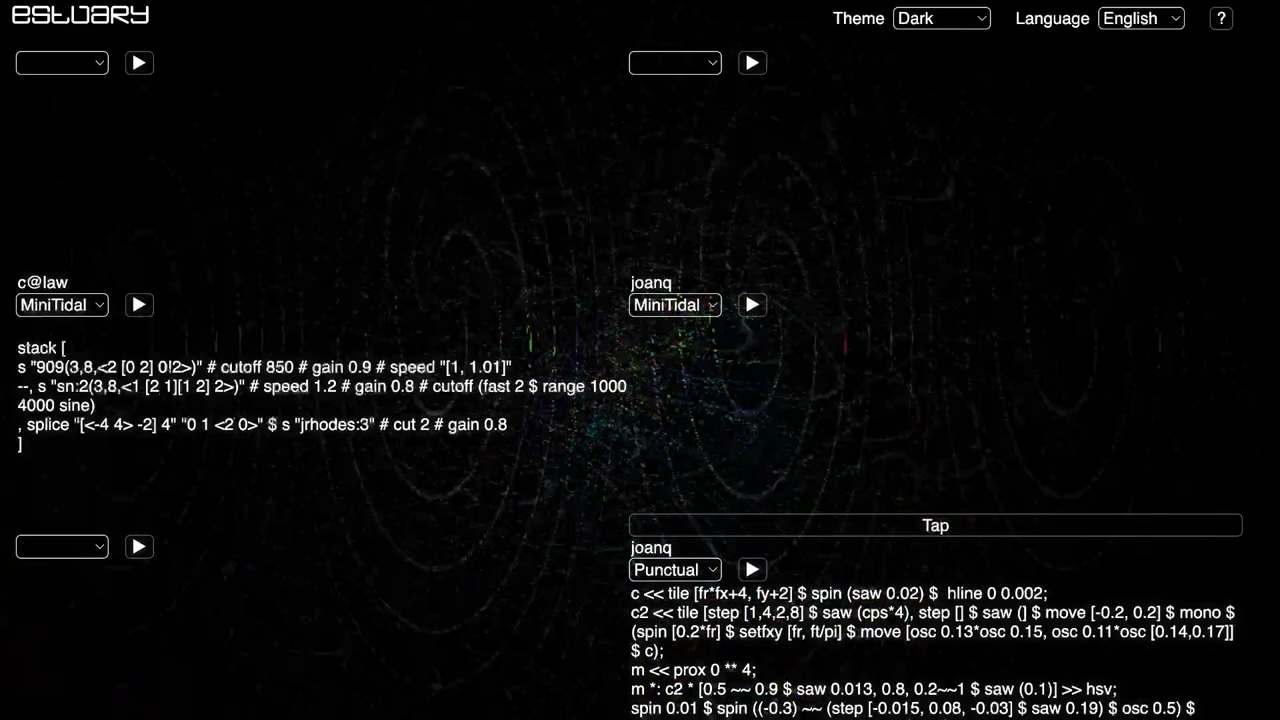 estuary
Theme Dark Language English ?
c@law
MiniTidal
stack [
s "909(3,8,<2 [0 2] 0!2>)" # cutoff 850 # gain 0.9 # speed "[1, 1.01]"
--, s "sn:2(3,8,<1 [2 1][1 2] 2>)" # speed 1.2 # gain 0.8 # cutoff (fast 2 $ range 1000
4000 sine)
, splice "[<-4 4> -2] 4" "0 1 <2 0>" $ s "jrhodes:3" # cut 2 # gain 0.8
]
joanq
MiniTidal
Tap
joanq
Punctual
c << tile [fr*fx+4, fy+2] $ spin (saw 0.02) $ hline 0 0.002;
c2 << tile [step [1,4,2,8] $ saw (cps*4), step [] $ saw (] $ move [-0.2, 0.2] $ mono $
(spin [0.2*fr] $ setfxy [fr, ft/pi] $ move [osc 0.13*osc 0.15, osc 0.11*osc [0.14,0.17]]
$ c);
m << prox 0 ** 4;
m *: c2 * [0.5 ~~ 0.9 $ saw 0.013, 0.8, 0.2~~1 $ saw (0.1)] >> hsv;
spin 0.01 $ spin ((-0.3) ~~ (step [-0.015, 0.08, -0.03] $ saw 0.19) $ osc 0.5) $